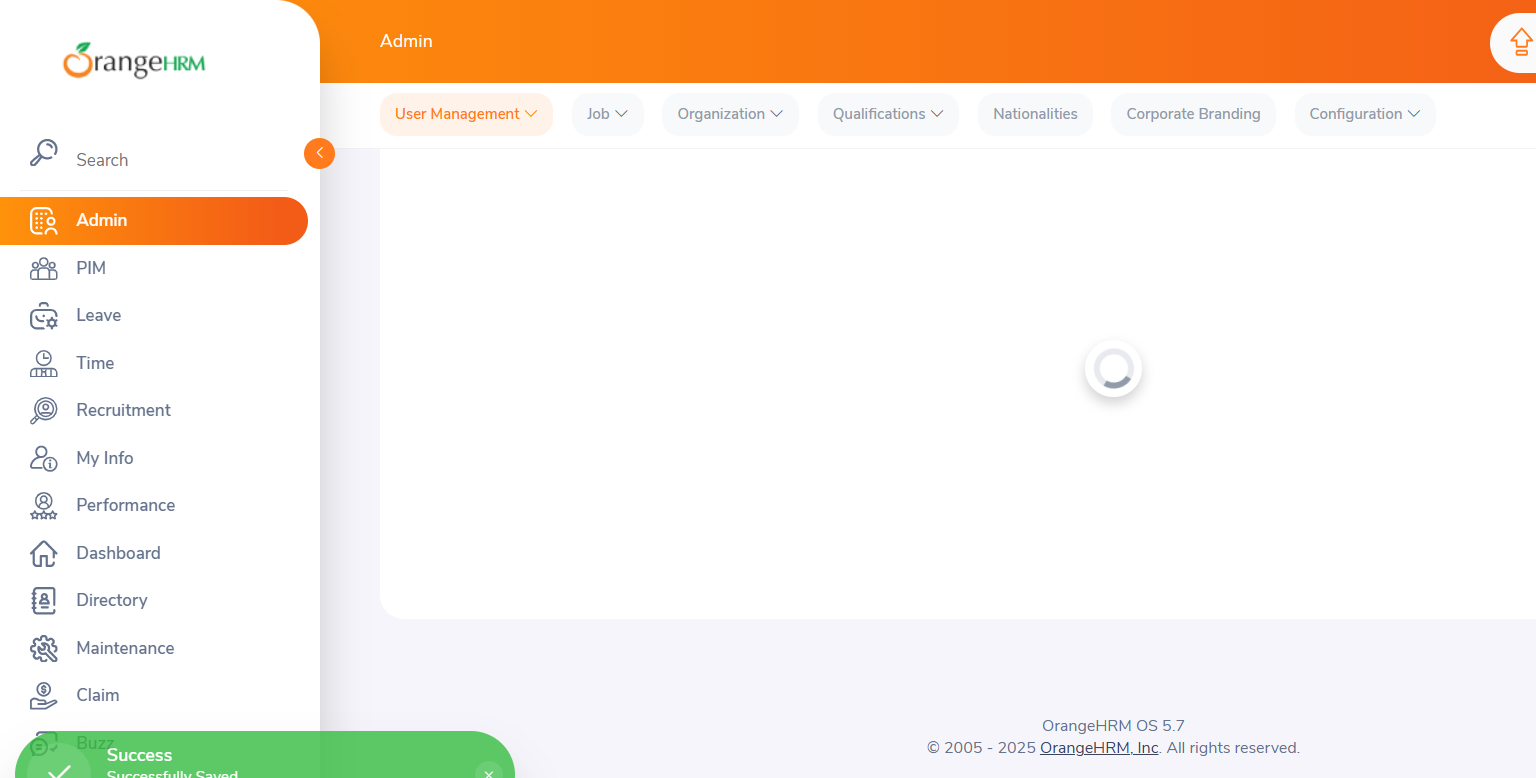 OrangeHRM
Admin
User Management
Job
Organization
Qualifications
Nationalities
Corporate Branding
Configuration
Search
Admin
PIM
Leave
Time
Recruitment
My Info
Performance
Dashboard
Directory
Maintenance
Claim
Buzz
Success
Successfully Saved
OrangeHRM OS 5.7
© 2005 - 2025 OrangeHRM, Inc. All rights reserved.